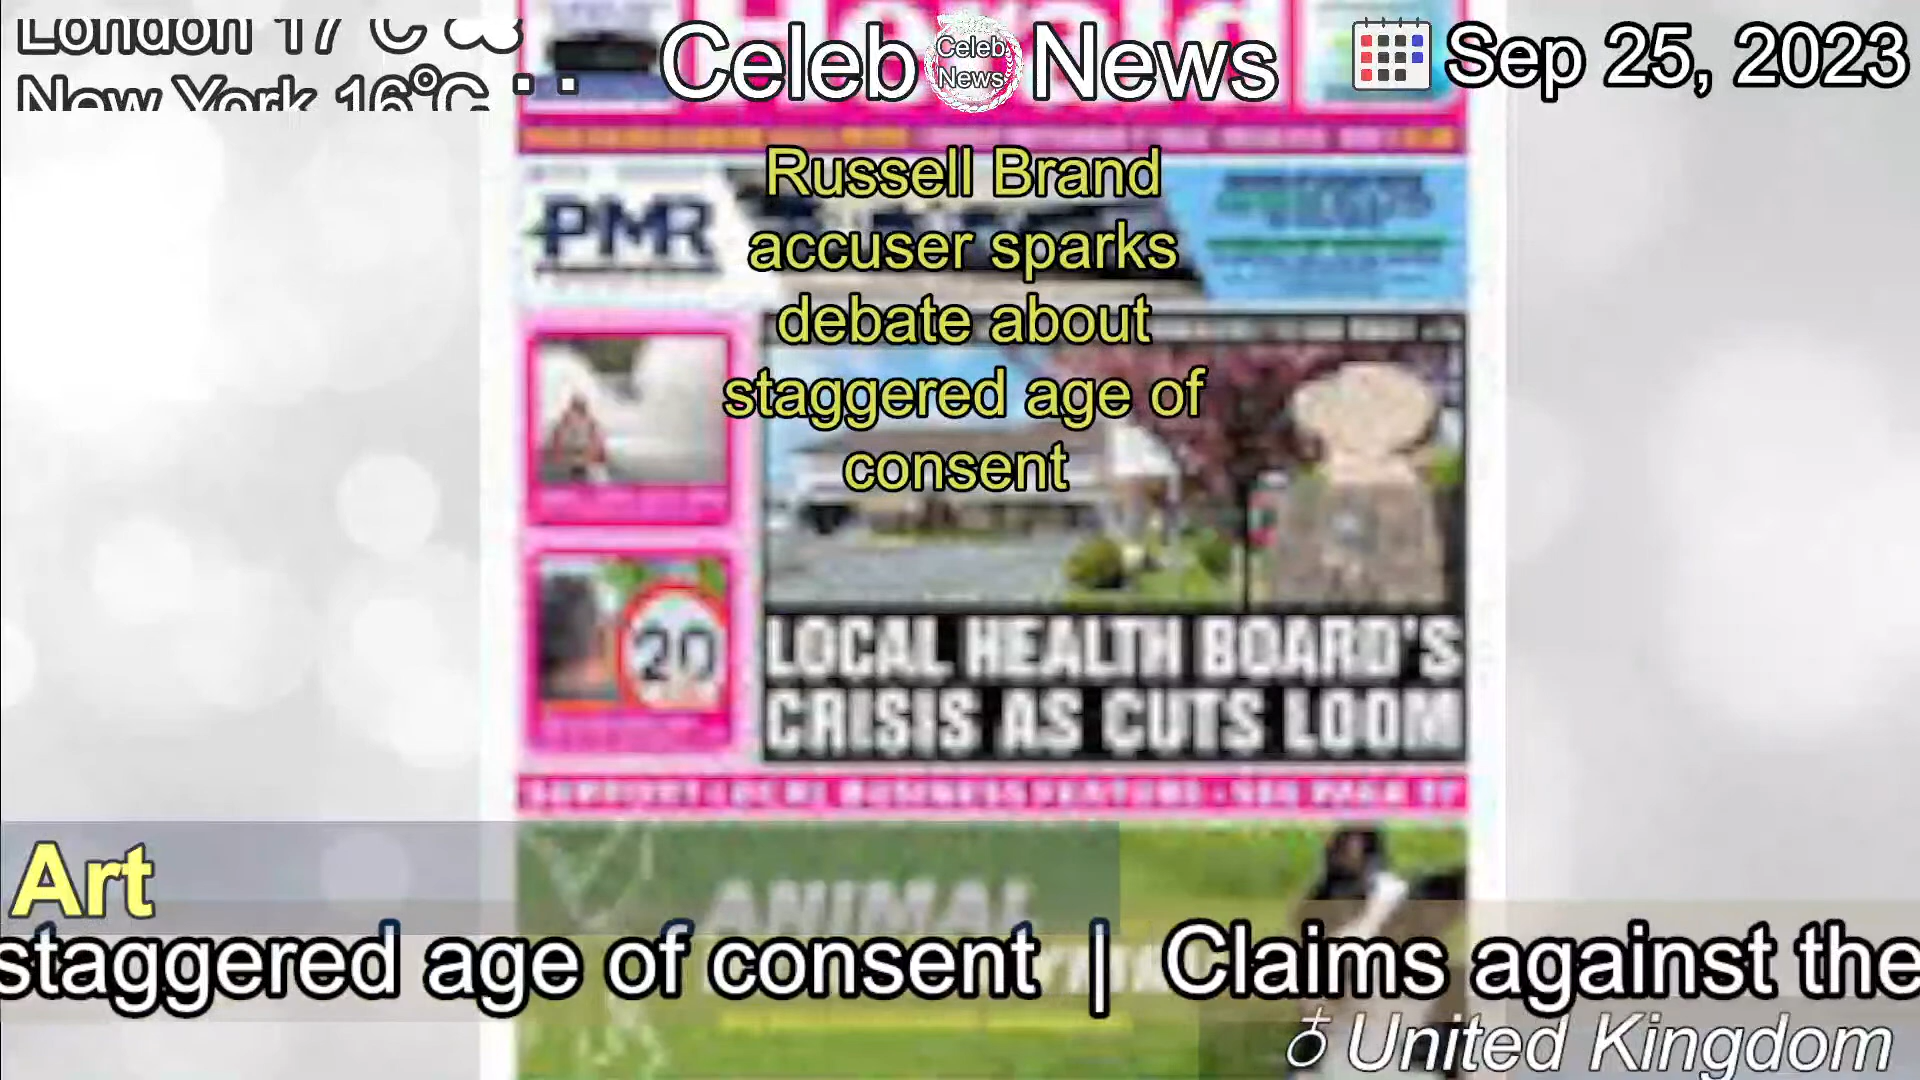 London 17°C
New York 16°C
Celeb News
Celeb
News
Sep 25, 2023
Herald
PMR
Russell Brand
accuser sparks
debate about
staggered age of
consent
20
LOCAL HEALTH BOARD'S
CRISIS AS CUTS LOOM
ANIMAL
Art
staggered age of consent | Claims against the
United Kingdom